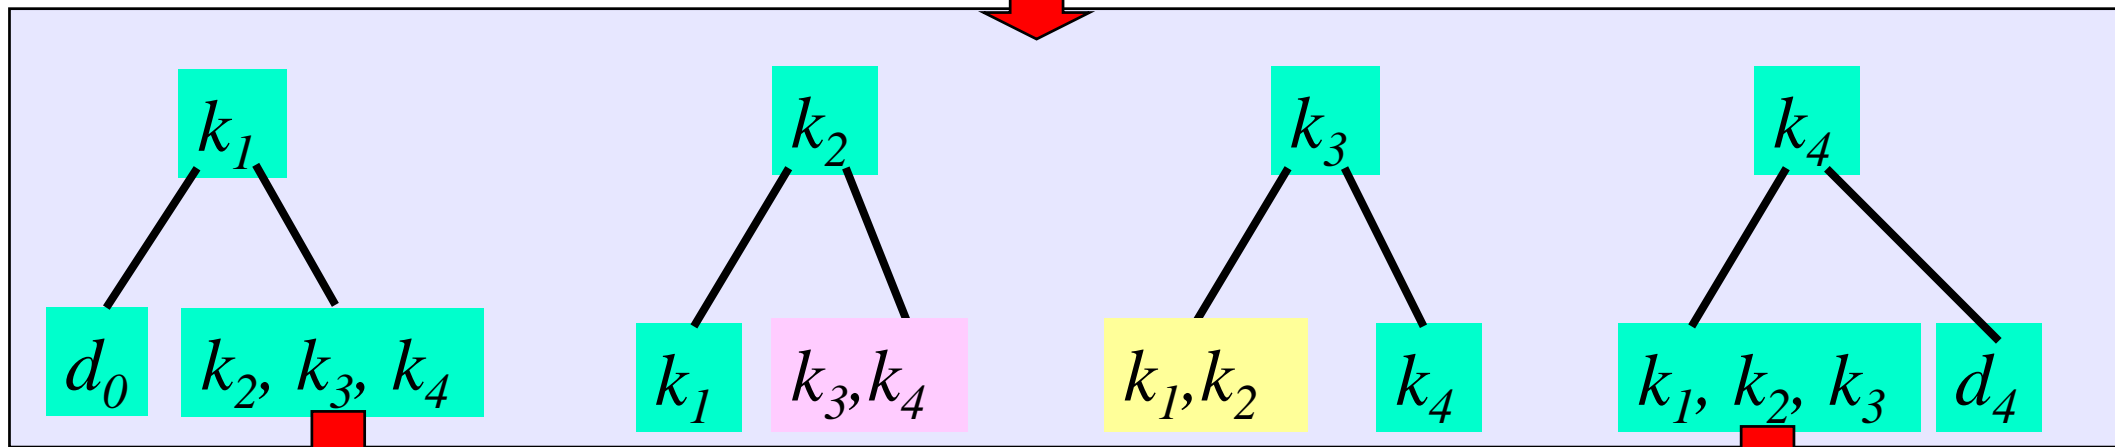 k₁ k₂ k₃ k₄
d₀ k₂, k₃, k₄ k₁ k₃,k₄ k₁,k₂ k₄ k₁, k₂, k₃ d₄